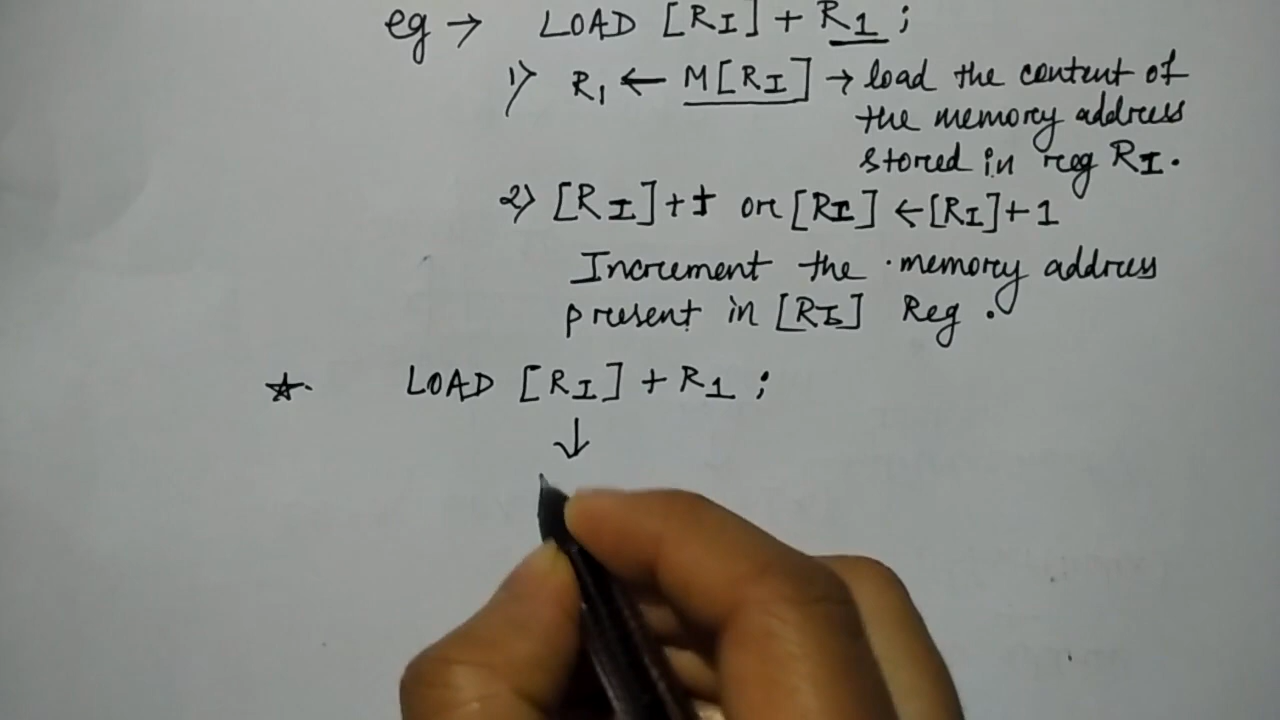 eg → LOAD [RI] + R1 ;
1) R1 ← M[RI] → load the content of
the memory address
stored in reg RI.
2) [RI]++ or [RI] ← [RI]+1
Increment the memory address
present in [RI] Reg.
☆ LOAD [RI] + R1 ;
↓